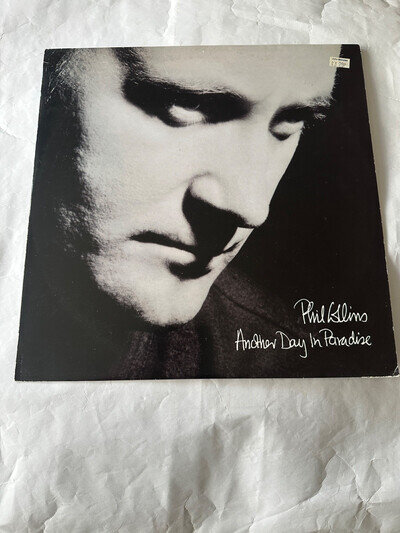 Phil Collins
Another Day In Paradise